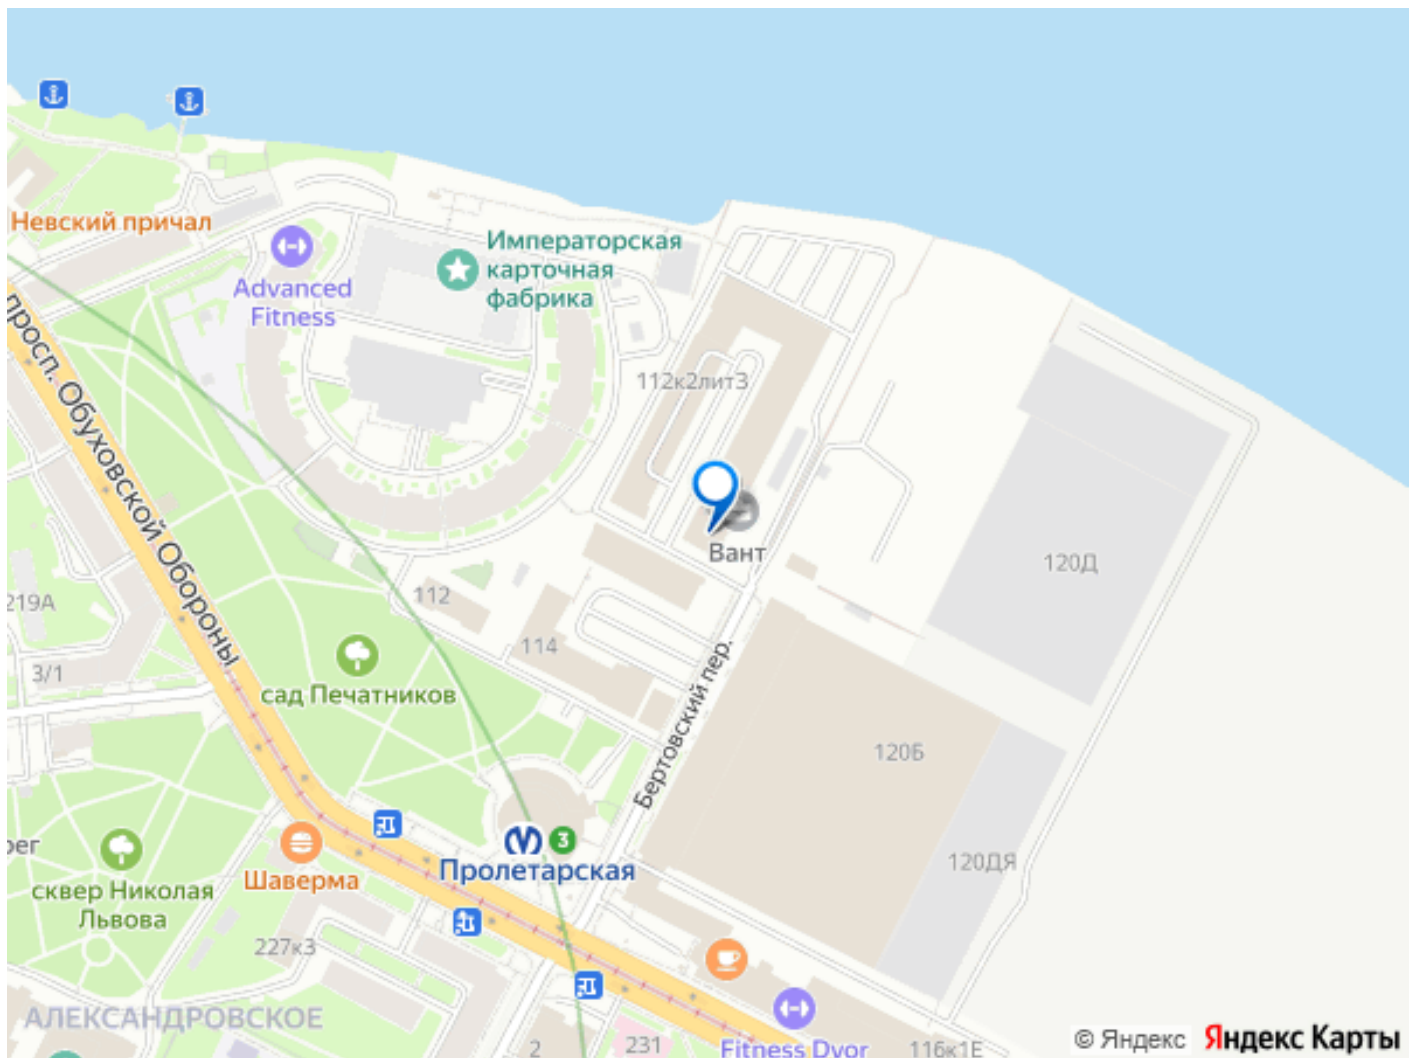 Невский причал
Advanced
Fitness
Императорская
карточная
фабрика
просп. Обуховской Обороны
112к2лит3
Вант
120Д
219А
112
114
3/1
сад Печатников
Бертовский пер.
120Б
3
Пролетарская
120ДЯ
рег
сквер Николая
Львова
Шаверма
227к3
АЛЕКСАНДРОВСКОЕ
2
231
Fitness Dvor
116к1Е
© Яндекс
Яндекс Карты